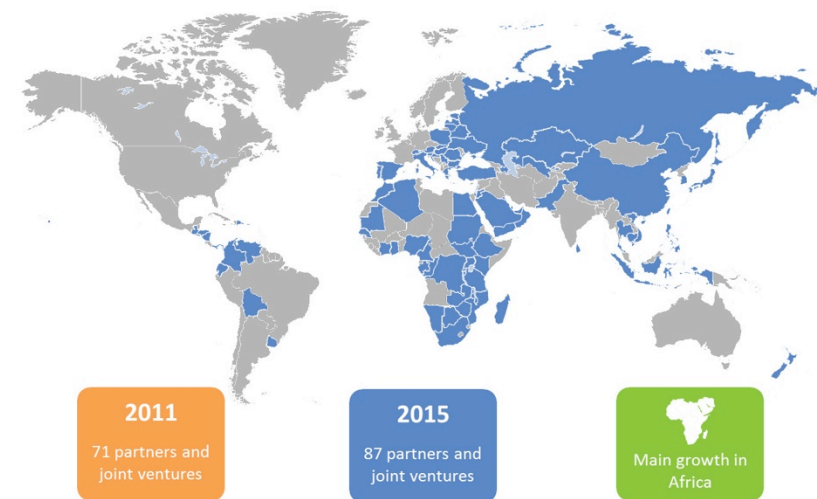 2011
71 partners and
joint ventures
2015
87 partners and
joint ventures
Main growth in
Africa